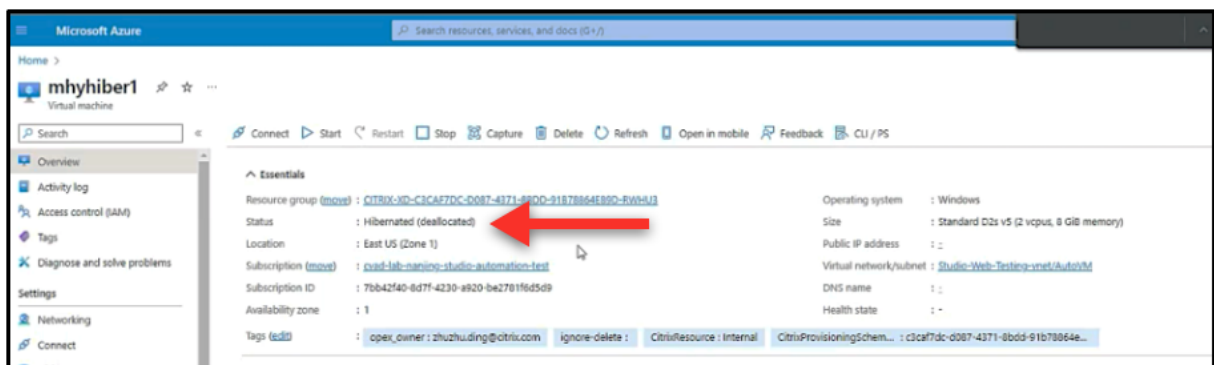 Microsoft Azure
Search resources, services, and docs (G+/)
Home >
mhyhiber1
Virtual machine
Search
Connect Start Restart Stop Capture Delete Refresh Open in mobile Feedback CLI / PS
Overview
Activity log
Access control (IAM)
Tags
Diagnose and solve problems
Settings
Networking
Connect
Essentials
Resource group (move) : CITRIX-XD-C3CAF7DC-D087-4371-8BDD-91B78864E89D-RWHU3
Status : Hibernated (deallocated)
Location : East US (Zone 1)
Subscription (move) : cvad-lab-nanjing-studio-automation-test
Subscription ID : 7bb42f40-8d7f-4230-a920-be2781f6d5d9
Availability zone : 1
Operating system : Windows
Size : Standard D2s v5 (2 vcpus, 8 GiB memory)
Public IP address : -
Virtual network/subnet : Studio-Web-Testing-vnet/AutoVM
DNS name : -
Health state : -
Tags (edit) : opex_owner : zhuzhu.ding@citrix.com ignore-delete : CitrixResource : Internal CitrixProvisioningSchem... : c3caf7dc-d087-4371-8bdd-91b78864e...